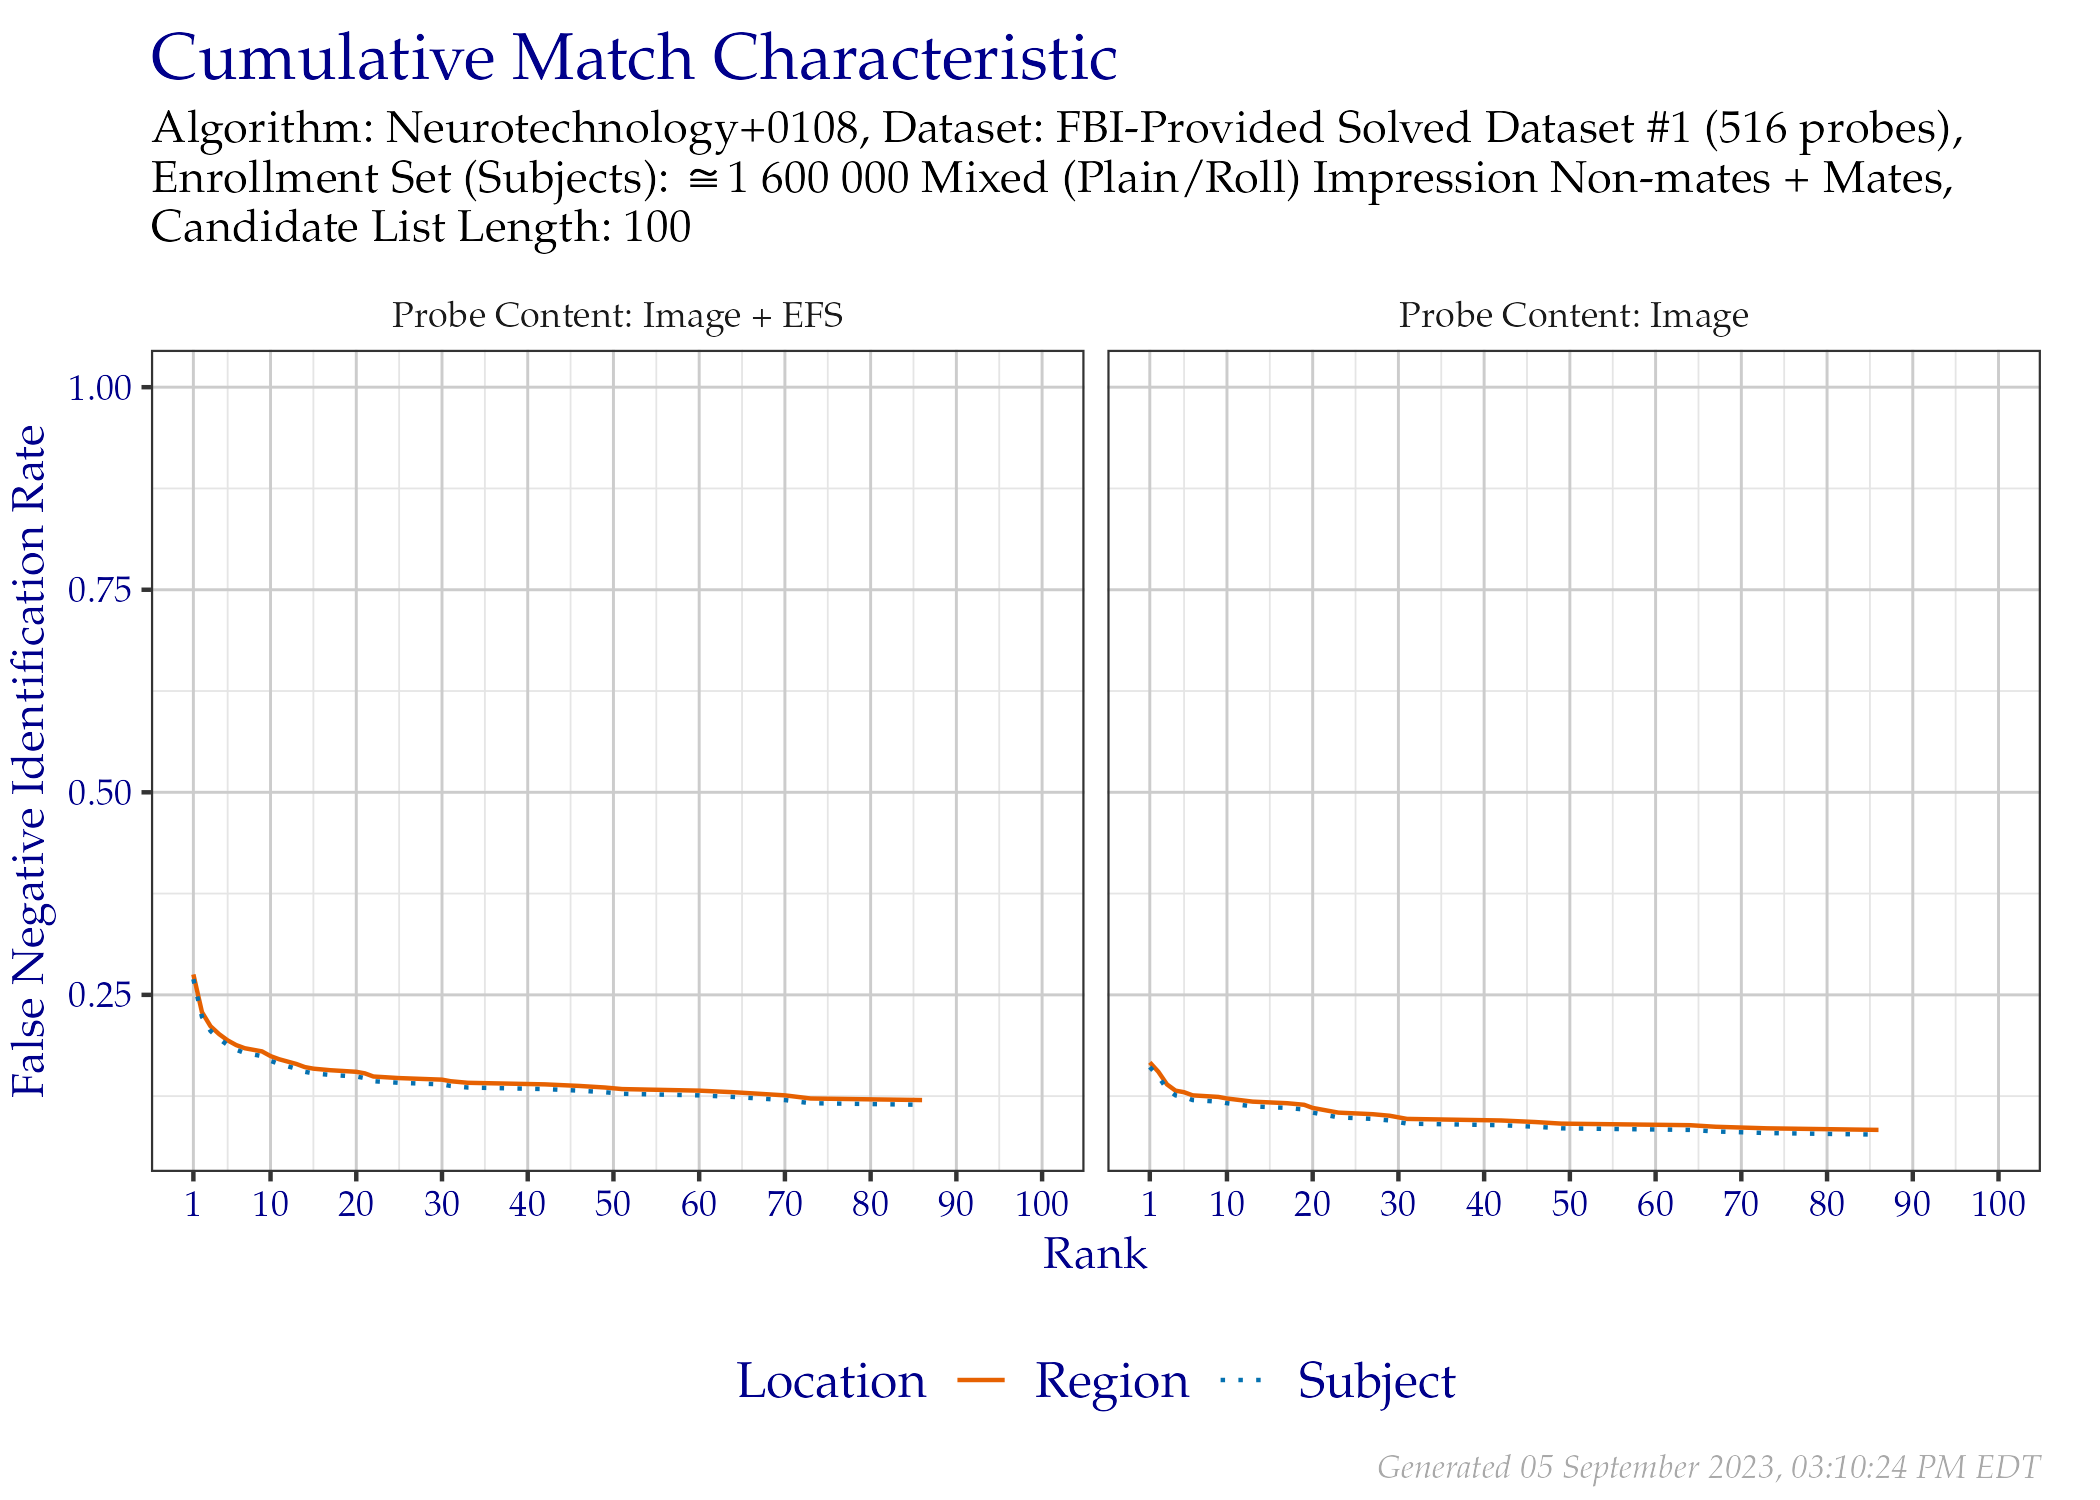 Cumulative Match Characteristic
Algorithm: Neurotechnology+0108, Dataset: FBI-Provided Solved Dataset #1 (516 probes),
Enrollment Set (Subjects): ≅ 1 600 000 Mixed (Plain/Roll) Impression Non-mates + Mates,
Candidate List Length: 100
Probe Content: Image + EFS
Probe Content: Image
False Negative Identification Rate
1.00
0.75
0.50
0.25
1 10 20 30 40 50 60 70 80 90 100
1 10 20 30 40 50 60 70 80 90 100
Rank
Location Region Subject
Generated 05 September 2023, 03:10:24 PM EDT